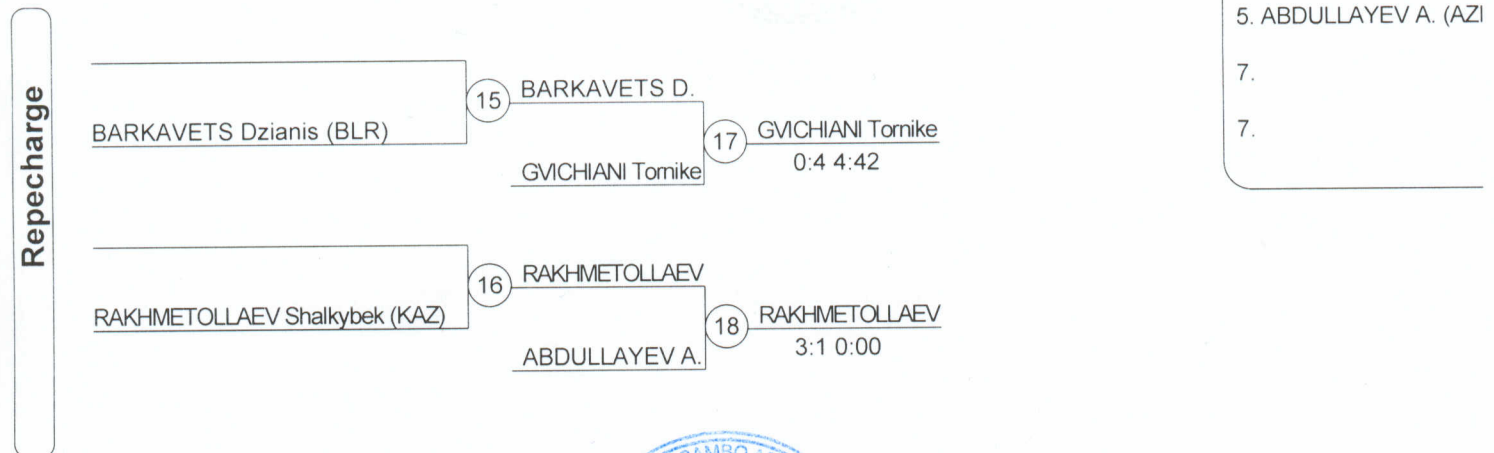 Repecharge
BARKAVETS Dzianis (BLR)
15
BARKAVETS D.
GVICHIANI Tornike
17
GVICHIANI Tornike
0:4 4:42
RAKHMETOLLAEV Shalkybek (KAZ)
16
RAKHMETOLLAEV
ABDULLAYEV A.
18
RAKHMETOLLAEV
3:1 0:00
5. ABDULLAYEV A. (AZ
7.
7.